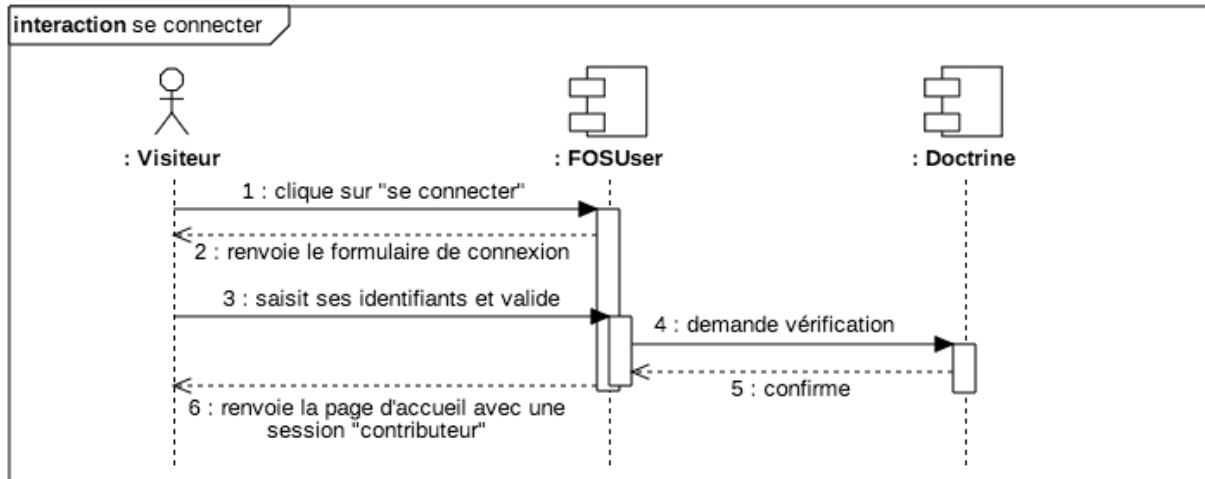 interaction se connecter
: Visiteur
: FOSUser
: Doctrine
1 : clique sur "se connecter"
2 : renvoie le formulaire de connexion
3 : saisit ses identifiants et valide
4 : demande vérification
5 : confirme
6 : renvoie la page d'accueil avec une
session "contributeur"